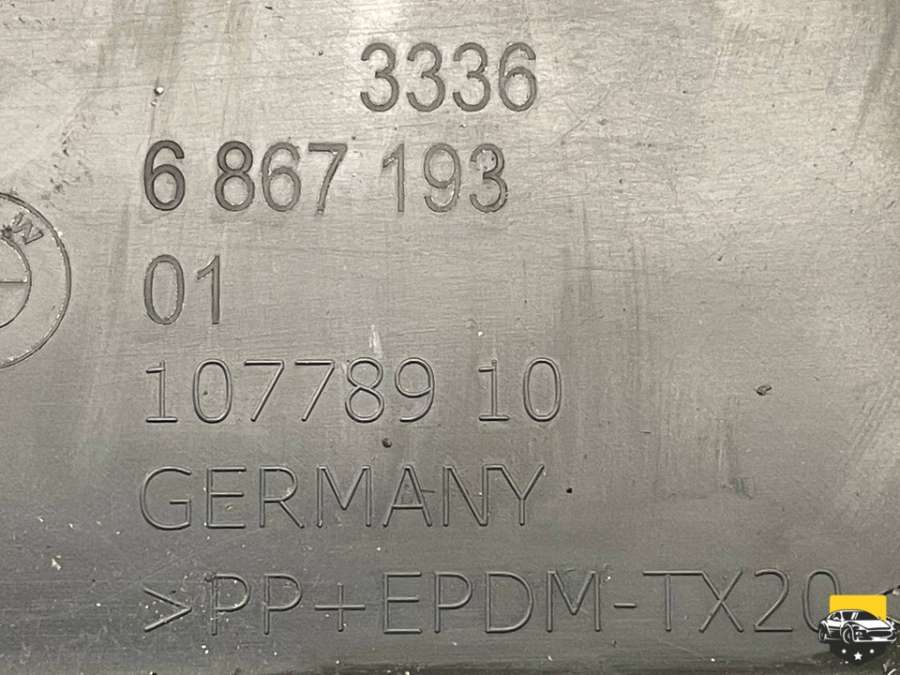 3336
6 867 193
01
107789 10
GERMANY
>PP+EPDM-TX20
W